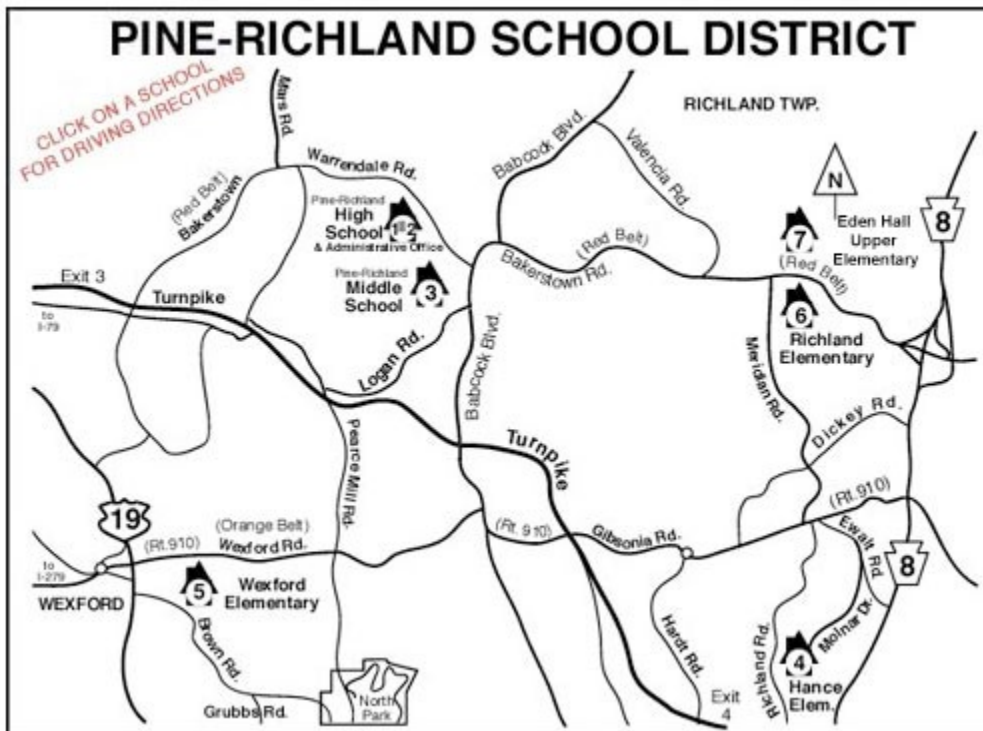 PINE-RICHLAND SCHOOL DISTRICT
CLICK ON A SCHOOL
FOR DRIVING DIRECTIONS
Mars Rd.
RICHLAND TWP.
Babcock Blvd.
Valencia Rd
Warrendale Rd.
(Red Belt)
Bakerstown
Pine-Richland
High
School
1 2
& Administrative Office
N
8
7
Eden Hall
Upper
Elementary
(Red Belt)
Bakerstown Rd.
(Red Belt)
Pine-Richland
Middle
School
3
Exit 3
Turnpike
to
I-79
6
Richland
Elementary
Logan Rd.
Babcock Blvd.
Meridian Rd.
Dickey Rd.
Pearce Mill Rd.
Turnpike
19
(Orange Belt)
(Rt.910)
Wexford Rd.
(Rt. 910)
Gibsonia Rd.
(Rt.910)
Ewalt Rd.
8
to
I-279
WEXFORD
5
Wexford
Elementary
Brown Rd.
Hardt Rd.
Richland Rd.
Molnar Dr.
4
Hance
Elem.
Grubbs Rd.
North
Park
Exit
4